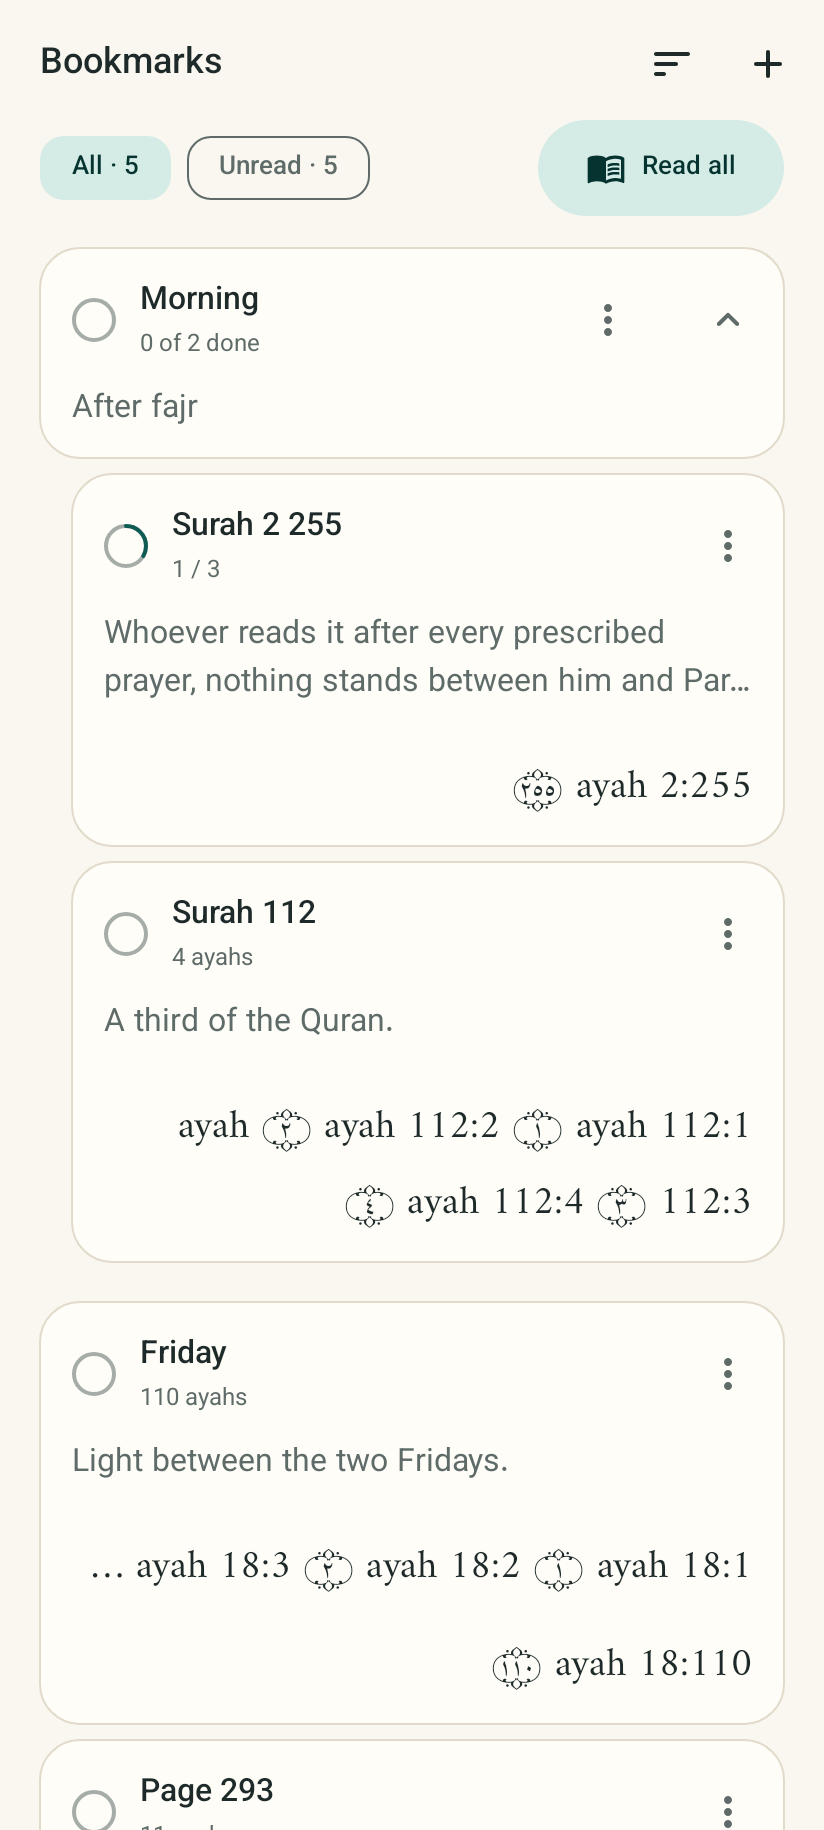 Bookmarks
All · 5
Unread · 5
Read all
Morning
0 of 2 done
After fajr
Surah 2 255
1 / 3
Whoever reads it after every prescribed
prayer, nothing stands between him and Par…
ayah 2:255 ٢٥٥
Surah 112
4 ayahs
A third of the Quran.
ayah 112:1 ١ ayah 112:2 ٢ ayah
112:3 ٣ ayah 112:4 ٤
Friday
110 ayahs
Light between the two Fridays.
ayah 18:1 ١ ayah 18:2 ٢ ayah 18:3 …
ayah 18:110 ١١٠
Page 293